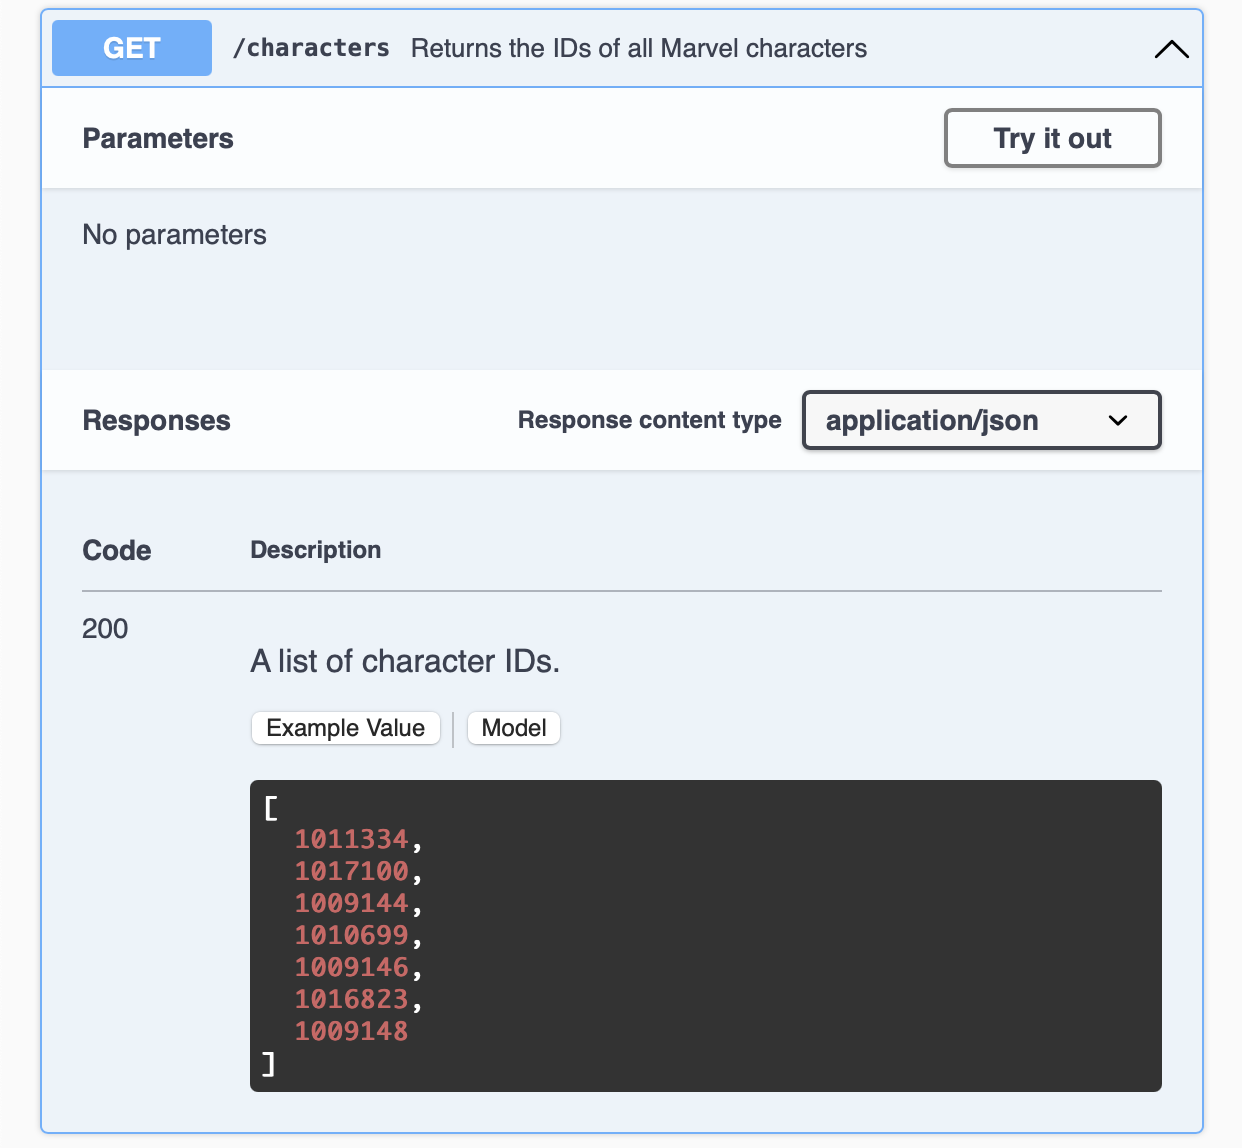 GET /characters Returns the IDs of all Marvel characters
Parameters
Try it out
No parameters
Responses
Response content type
application/json
Code Description
200
A list of character IDs.
Example Value
Model
[
1011334,
1017100,
1009144,
1010699,
1009146,
1016823,
1009148
]